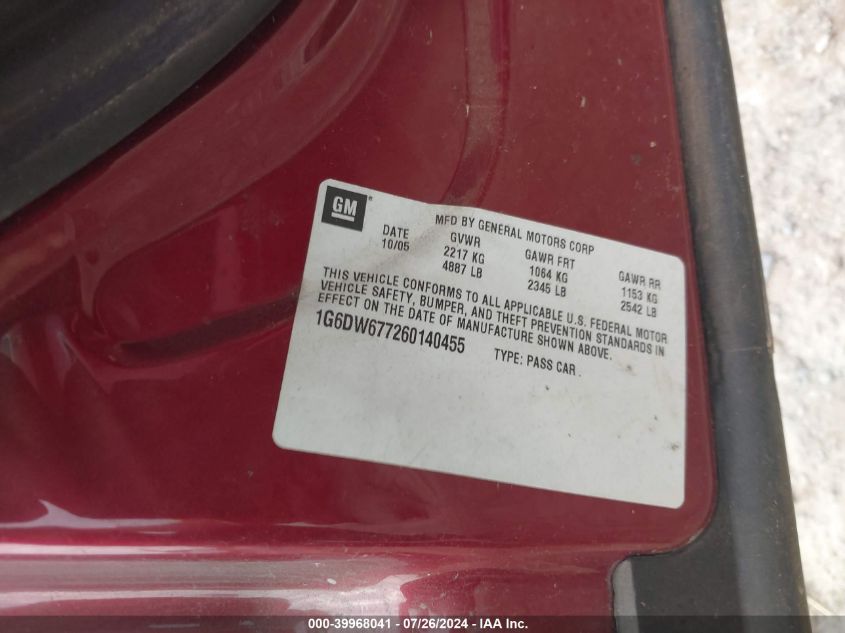 GM
MFD BY GENERAL MOTORS CORP
DATE GVWR GAWR FRT GAWR RR
10/05 2217 KG 1064 KG 1153 KG
4887 LB 2345 LB 2542 LB
THIS VEHICLE CONFORMS TO ALL APPLICABLE U.S. FEDERAL MOTOR
VEHICLE SAFETY, BUMPER, AND THEFT PREVENTION STANDARDS IN
EFFECT ON THE DATE OF MANUFACTURE SHOWN ABOVE.
1G6DW677260140455 TYPE: PASS CAR
000-39968041 / 07/26/2024 / IAA Inc.